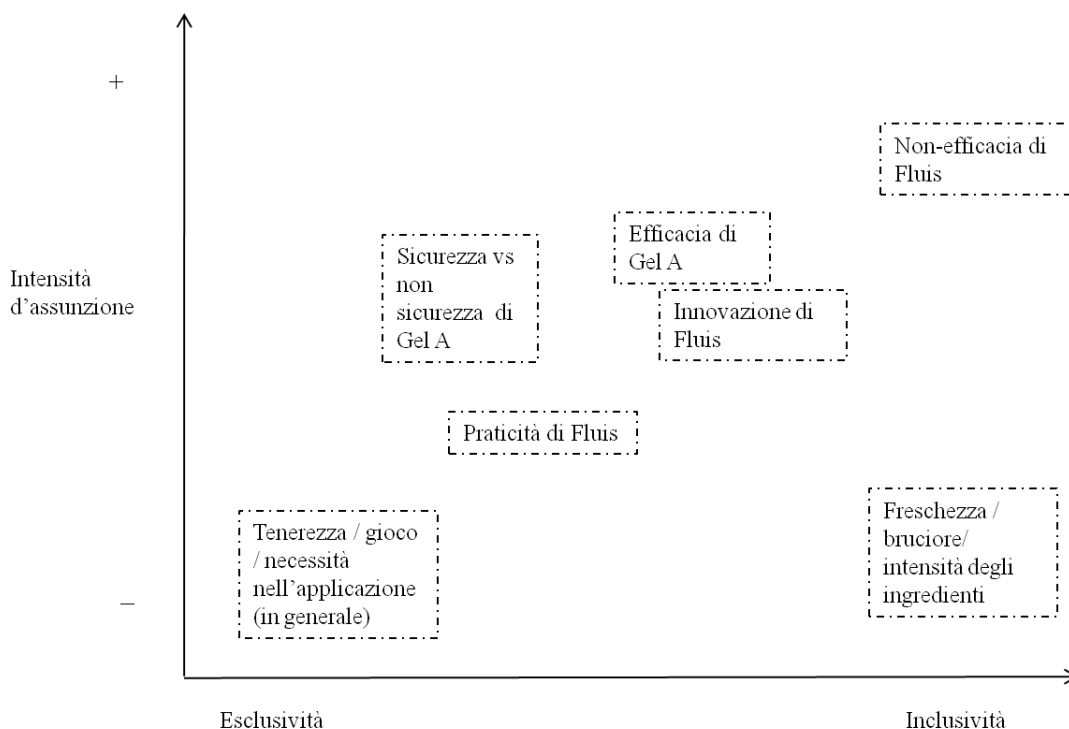 +
Non-efficacia di
Fluis
Efficacia di
Gel A
Sicurezza vs
non
sicurezza di
Gel A
Intensità
d’assunzione
Innovazione di
Fluis
Praticità di Fluis
Freschezza /
bruciore/
intensità degli
ingredienti
Tenerezza / gioco
/ necessità
nell’applicazione
(in generale)
–
Esclusività
Inclusività